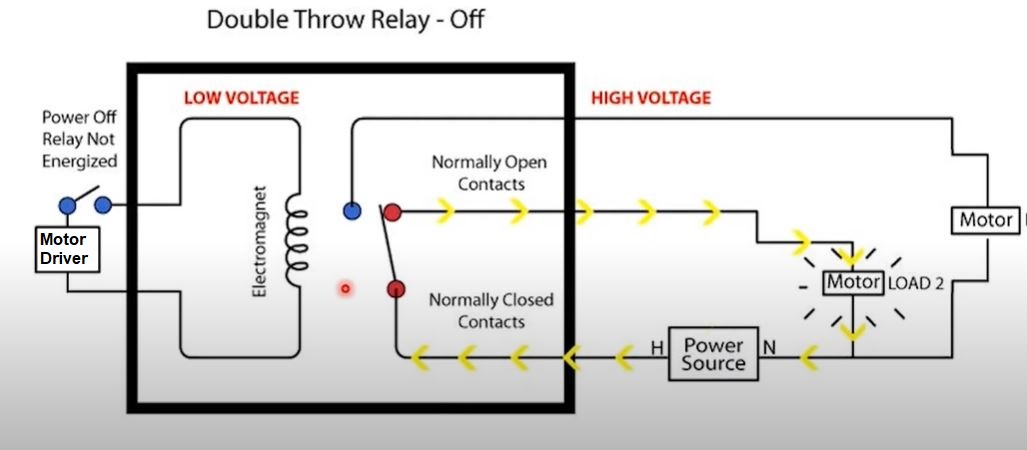 Double Throw Relay - Off
LOW VOLTAGE
HIGH VOLTAGE
Power Off
Relay Not
Energized
Normally Open
Contacts
Electromagnet
Motor
Driver
Motor
Motor
LOAD 2
Normally Closed
Contacts
H
Power
Source
N